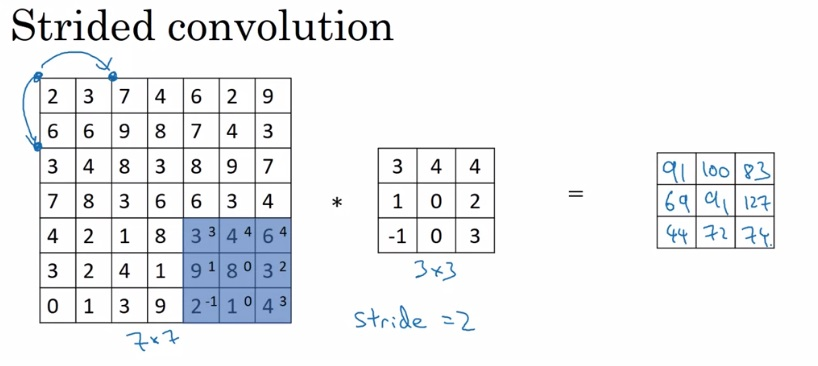 Strided convolution
2 3 7 4 6 2 9
6 6 9 8 7 4 3
3 4 8 3 8 9 7
7 8 3 6 6 3 4
4 2 1 8 3 3 4 4 6 4
3 2 4 1 9 1 8 0 3 2
0 1 3 9 2 -1 1 0 4 3
7×7
*
3 4 4
1 0 2
-1 0 3
3×3
stride = 2
=
91 100 83
69 91 127
44 72 74